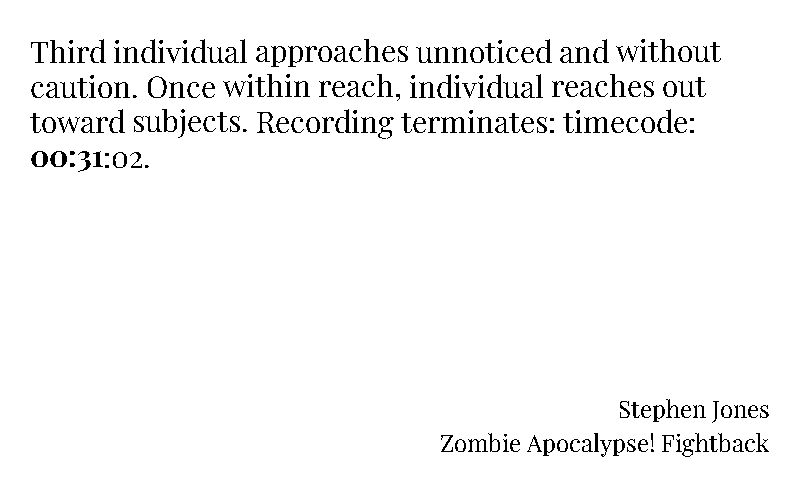 Third individual approaches unnoticed and without
caution. Once within reach, individual reaches out
toward subjects. Recording terminates: timecode:
00:31:02.
Stephen Jones
Zombie Apocalypse! Fightback